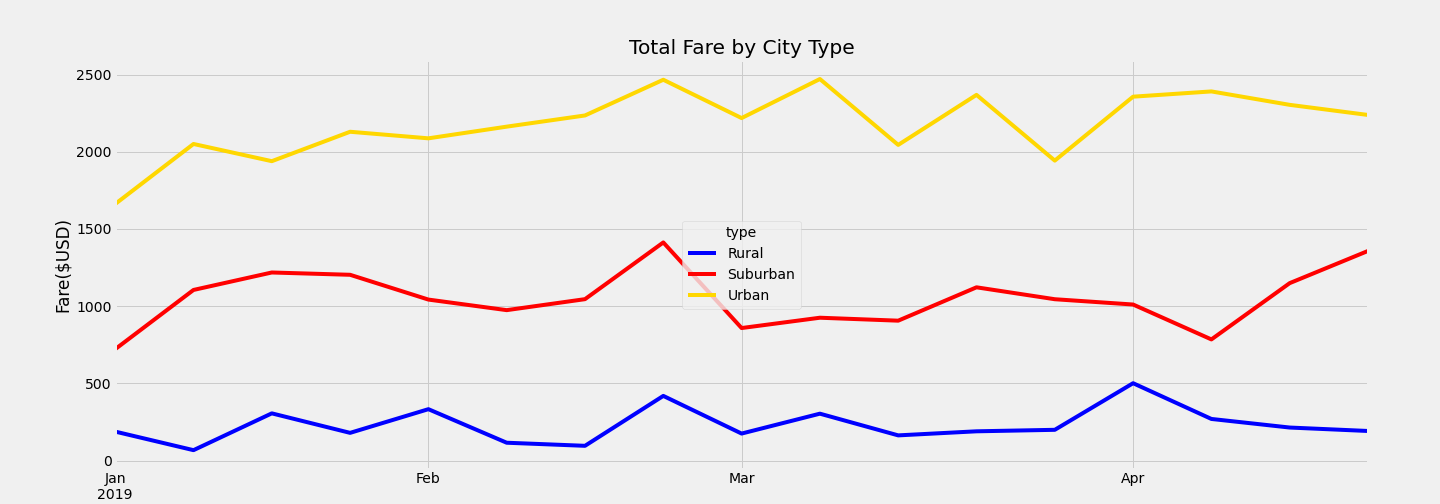 Total Fare by City Type
Fare($USD)
2500
2000
1500
1000
500
0
type
Rural
Suburban
Urban
Jan Feb Mar Apr
2019